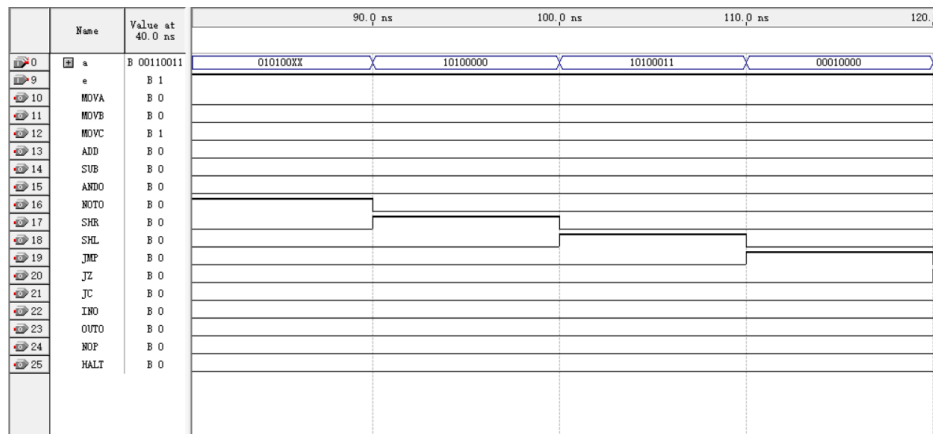 90.0 ns 100.0 ns 110.0 ns 120.
Name Value at 40.0 ns
0 a B 00110011 010100XX 10100000 10100011 00010000
9 e B 1
10 MOVA B 0
11 MOVB B 0
12 MOVC B 1
13 ADD B 0
14 SUB B 0
15 ANDO B 0
16 NOTO B 0
17 SHR B 0
18 SHL B 0
19 JMP B 0
20 JZ B 0
21 JC B 0
22 INO B 0
23 OUTO B 0
24 NOP B 0
25 HALT B 0